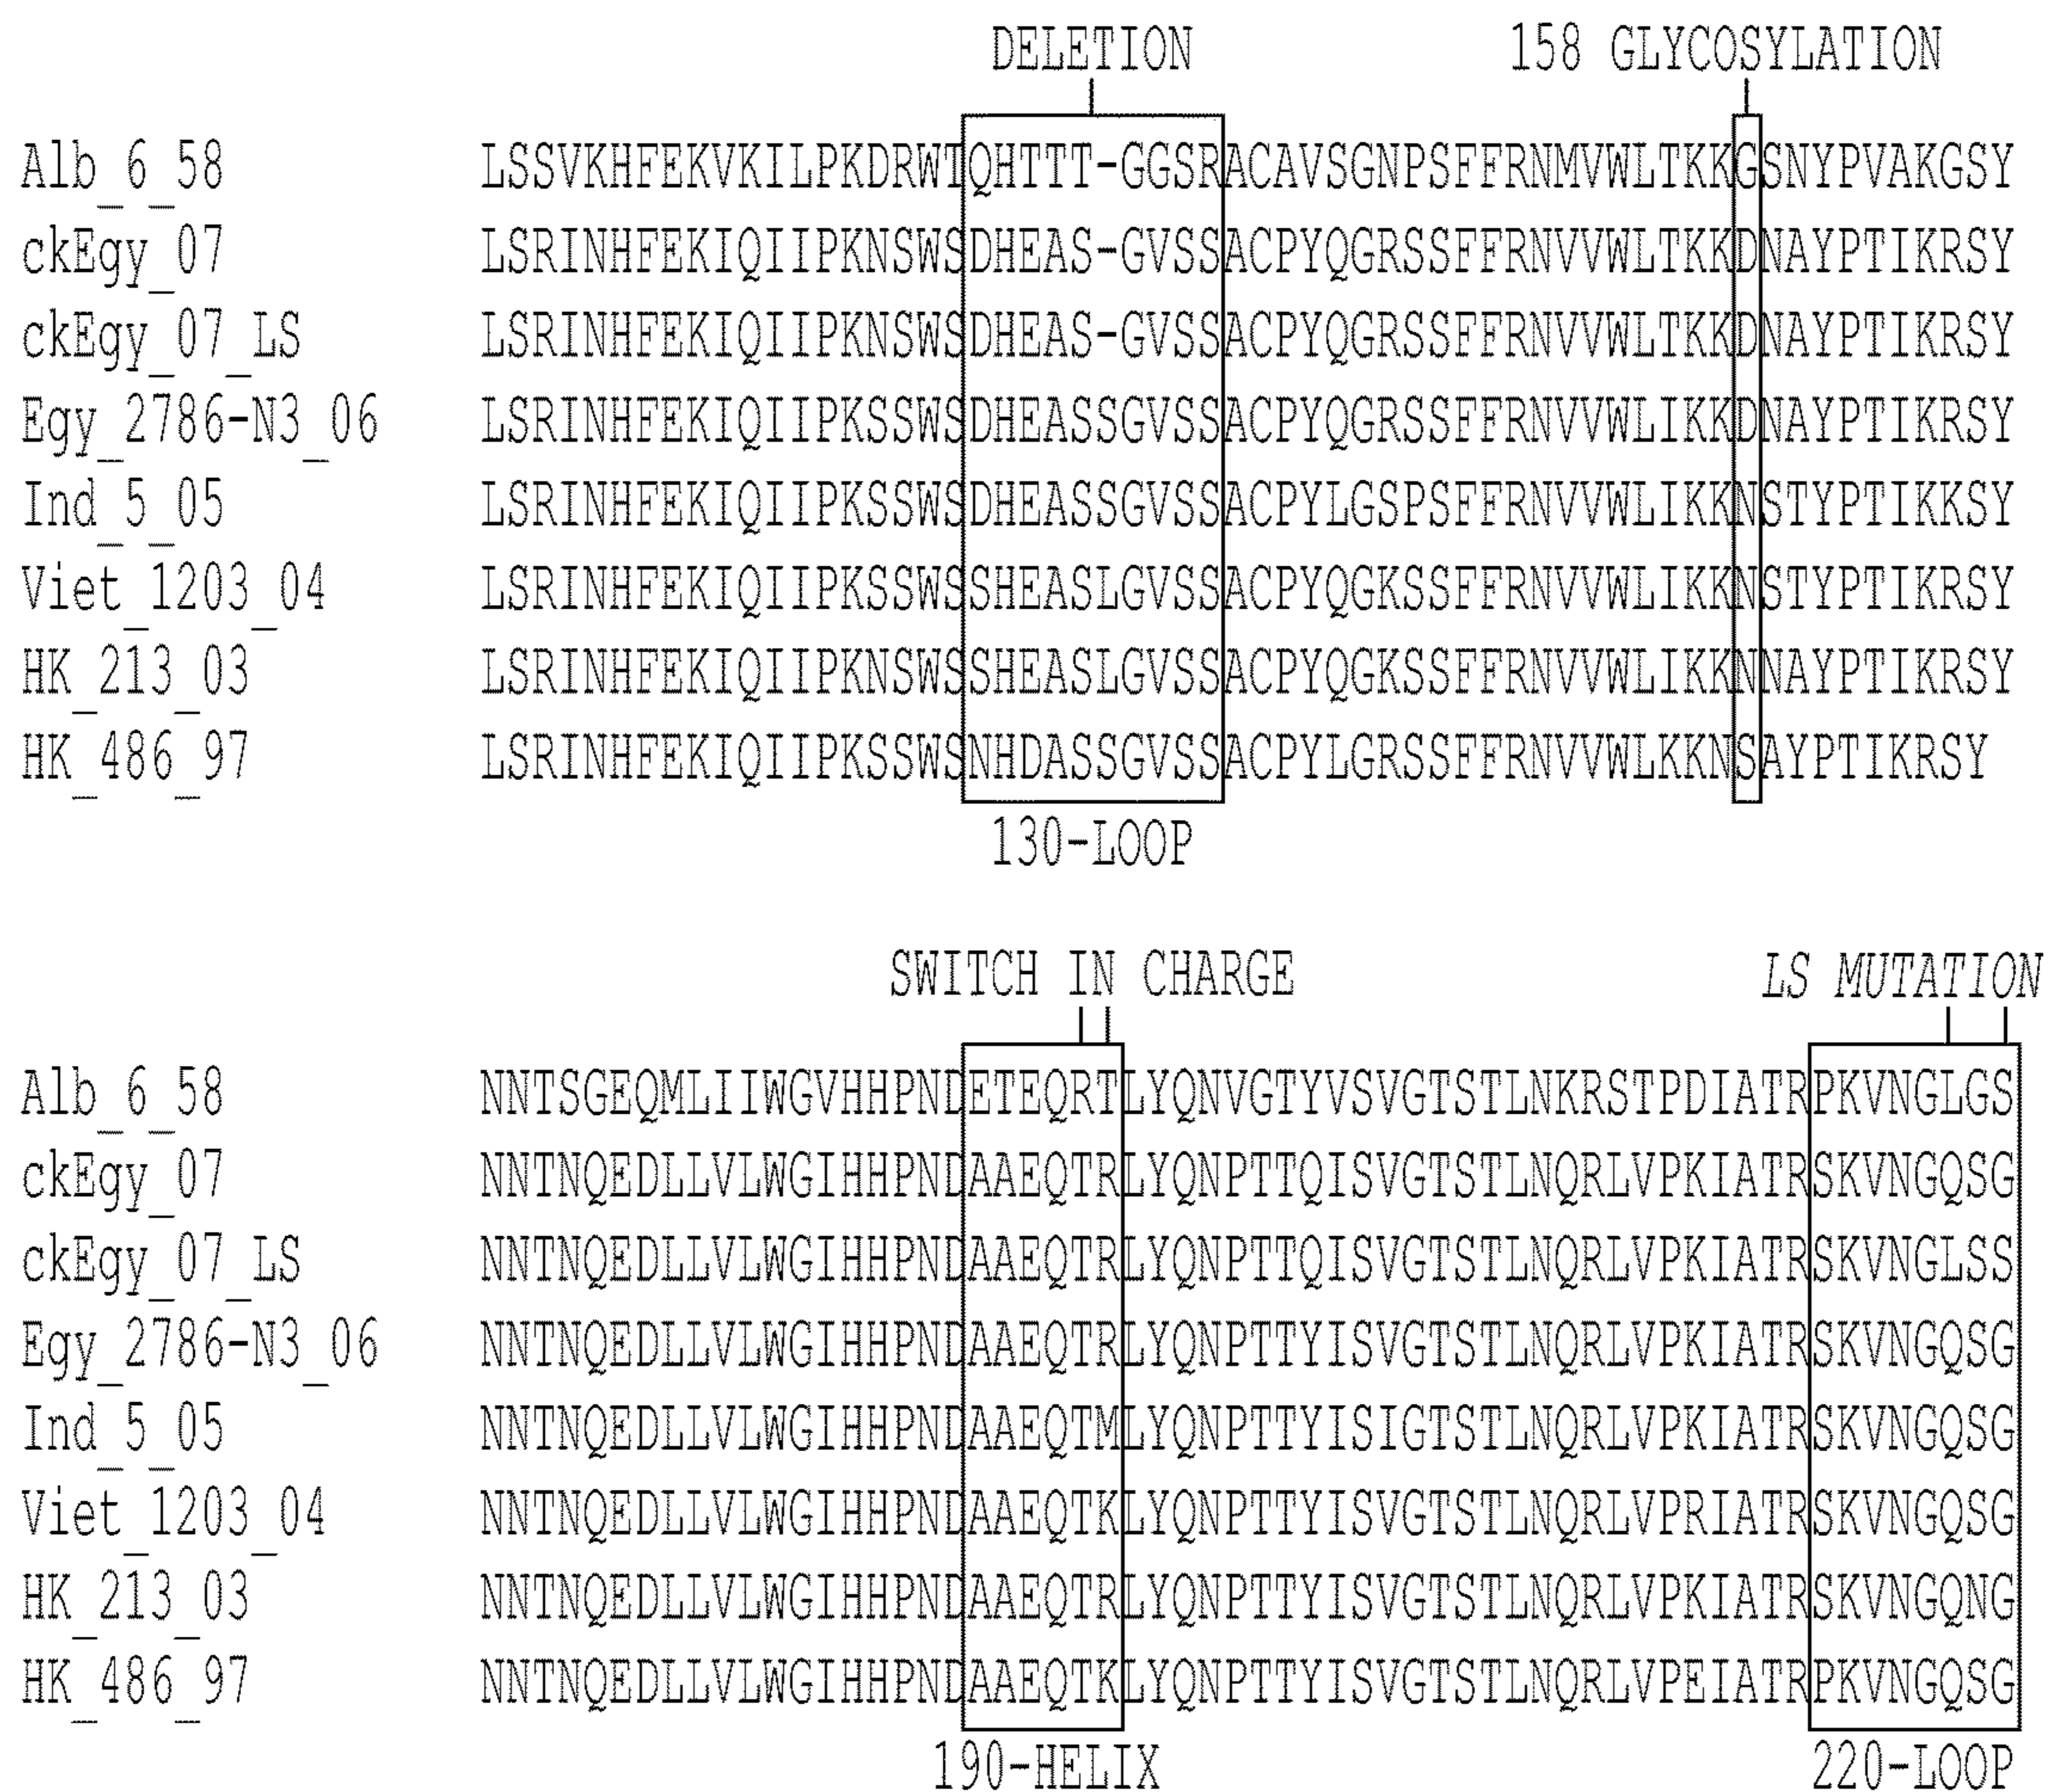 DELETION 158 GLYCOSYLATION
Alb_6_58 LSSVKHFEKVKILPKDRWTQHTTT-GGSRACAVSGNPSFFRNMVWLTKKGSNYPVAKGSY
ckEgy_07 LSRINHFEKIQIIPKNSWSDHEAS-GVSSACPYQGRSSFFRNVVWLTKKDNAYPTIKRSY
ckEgy_07_LS LSRINHFEKIQIIPKNSWSDHEAS-GVSSACPYQGRSSFFRNVVWLTKKDNAYPTIKRSY
Egy_2786-N3_06 LSRINHFEKIQIIPKSSWSDHEASSGVSSACPYQGRSSFFRNVVWLIKKDNAYPTIKRSY
Ind_5_05 LSRINHFEKIQIIPKSSWSDHEASSGVSSACPYLGSPSFFRNVVWLIKKNSTYPTIKKSY
Viet_1203_04 LSRINHFEKIQIIPKSSWSSHEASLGVSSACPYQGKSSFFRNVVWLIKKNSTYPTIKRSY
HK_213_03 LSRINHFEKIQIIPKNSWSSHEASLGVSSACPYQGKSSFFRNVVWLIKKNNAYPTIKRSY
HK_486_97 LSRINHFEKIQIIPKSSWSNHDASSGVSSACPYLGRSSFFRNVVWLKKNSAYPTIKRSY
130-LOOP
SWITCH IN CHARGE LS MUTATION
Alb_6_58 NNTSGEQMLIIWGVHHPNDETEQRTLYQNVGTYVSVGTSTLNKRSTPDIATRPKVNGLGS
ckEgy_07 NNTNQEDLLVLWGIHHPNDAAEQTRLYQNPTTQISVGTSTLNQRLVPKIATRSKVNGQSG
ckEgy_07_LS NNTNQEDLLVLWGIHHPNDAAEQTRLYQNPTTQISVGTSTLNQRLVPKIATRSKVNGLSS
Egy_2786-N3_06 NNTNQEDLLVLWGIHHPNDAAEQTRLYQNPTTYISVGTSTLNQRLVPKIATRSKVNGQSG
Ind_5_05 NNTNQEDLLVLWGIHHPNDAAEQTMLYQNPTTYISIGTSTLNQRLVPKIATRSKVNGQSG
Viet_1203_04 NNTNQEDLLVLWGIHHPNDAAEQTKLYQNPTTYISVGTSTLNQRLVPRIATRSKVNGQSG
HK_213_03 NNTNQEDLLVLWGIHHPNDAAEQTRLYQNPTTYISVGTSTLNQRLVPKIATRSKVNGQNG
HK_486_97 NNTNQEDLLVLWGIHHPNDAAEQTKLYQNPTTYISVGTSTLNQRLVPEIATRPKVNGQSG
190-HELIX 220-LOOP